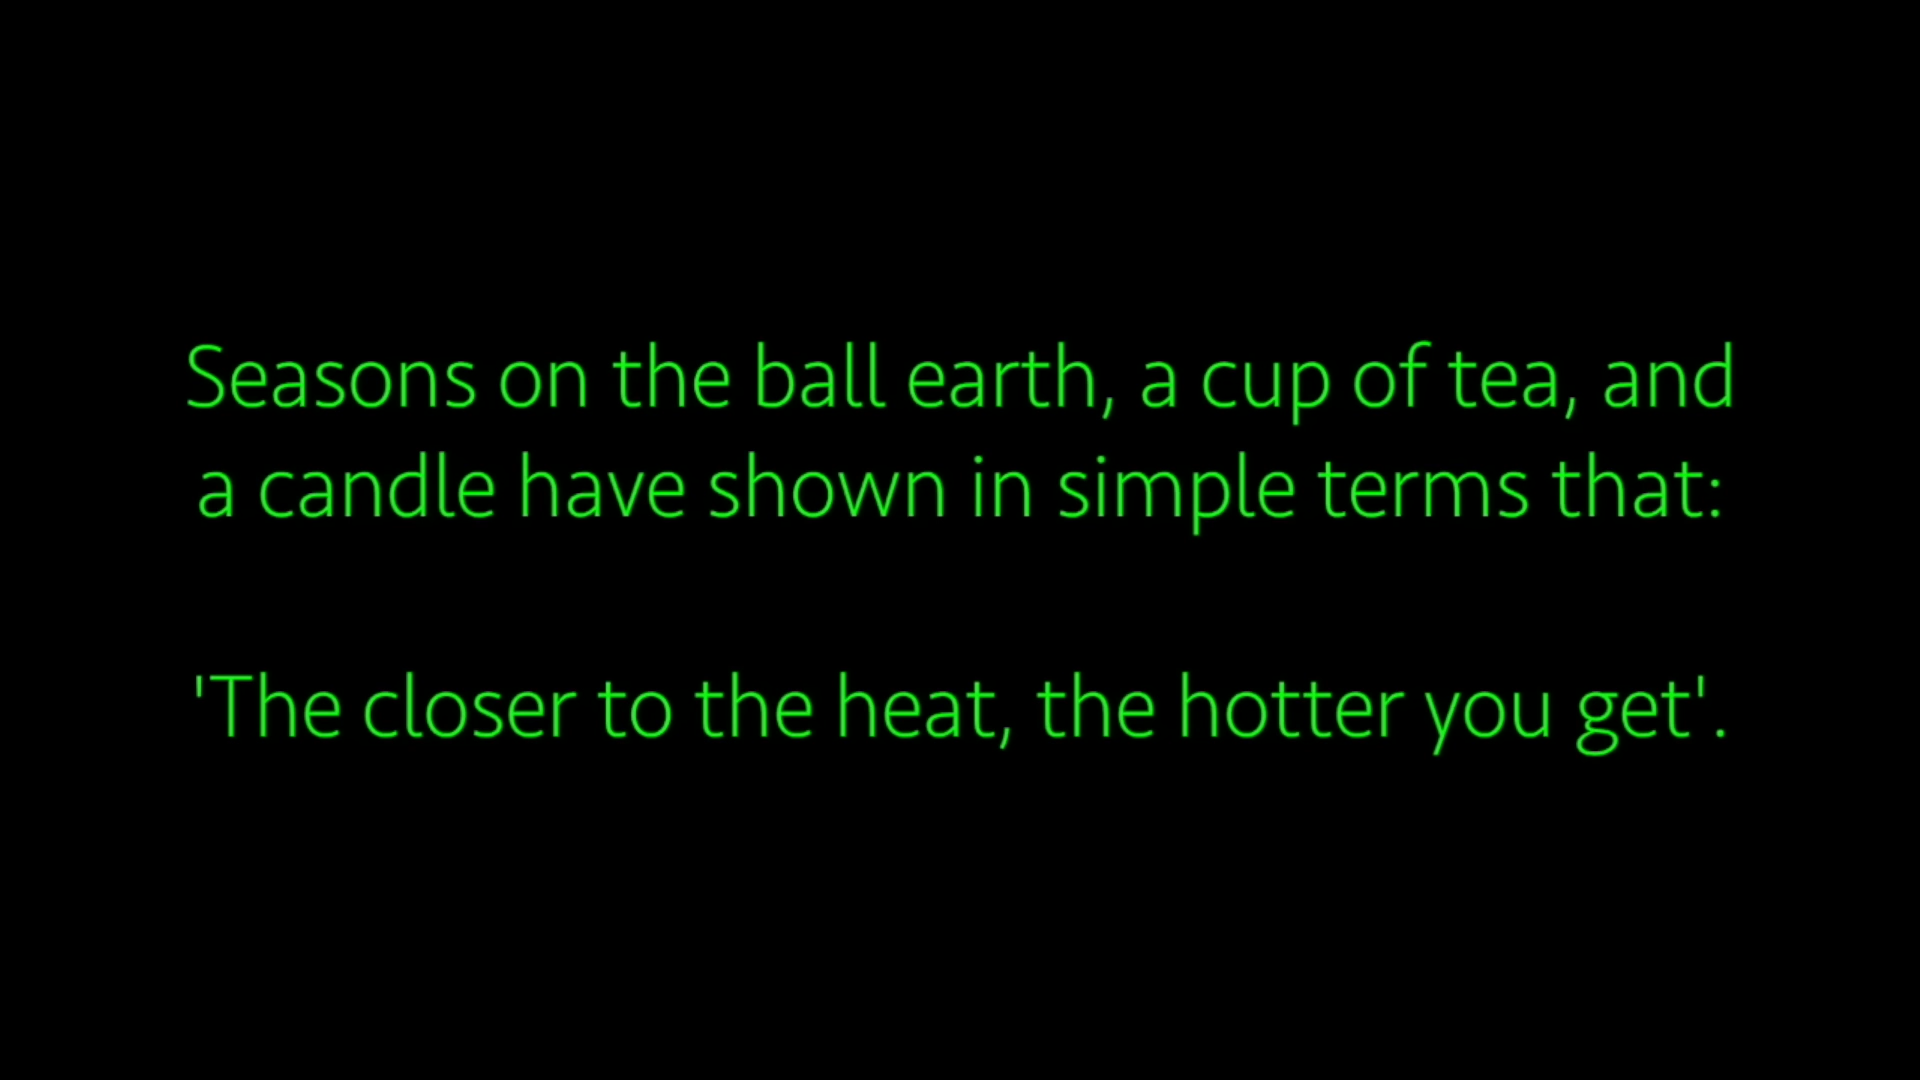 Seasons on the ball earth, a cup of tea, and
a candle have shown in simple terms that:
'The closer to the heat, the hotter you get'.